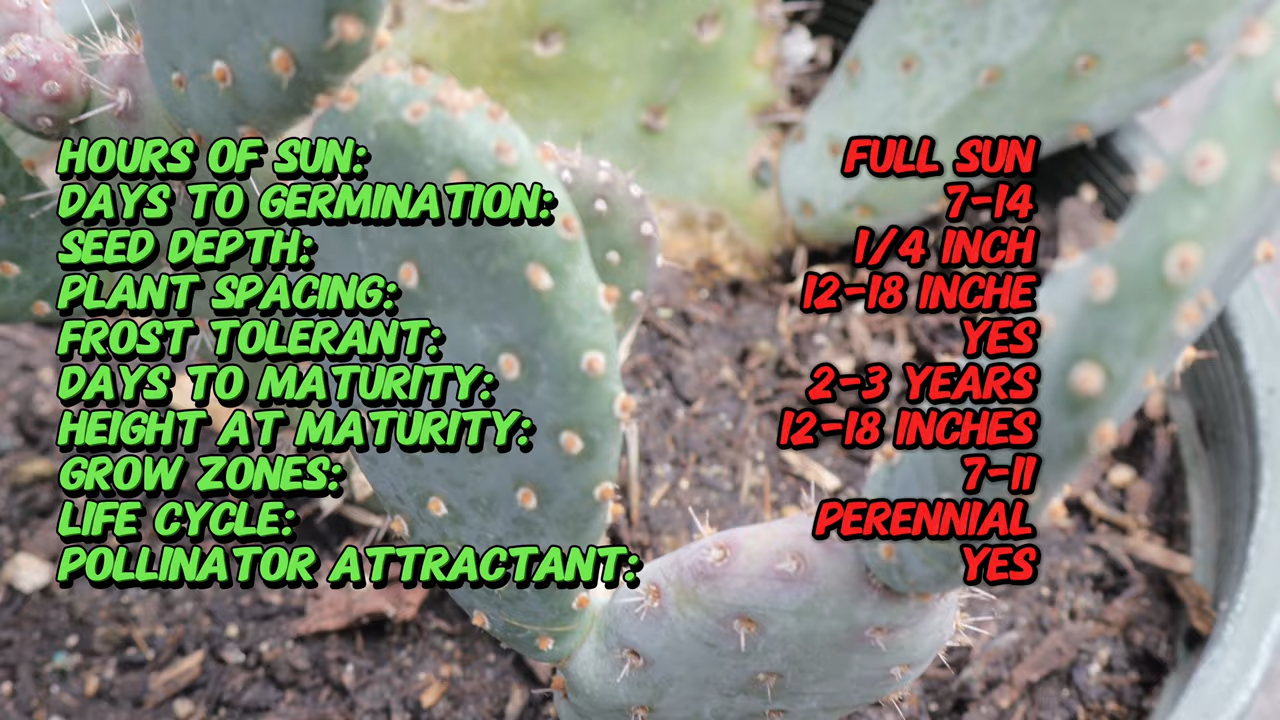 HOURS OF SUN: FULL SUN
DAYS TO GERMINATION: 7-14
SEED DEPTH: 1/4 INCH
PLANT SPACING: 12-18 INCHE
FROST TOLERANT: YES
DAYS TO MATURITY: 2-3 YEARS
HEIGHT AT MATURITY: 12-18 INCHES
GROW ZONES: 7-11
LIFE CYCLE: PERENNIAL
POLLINATOR ATTRACTANT: YES